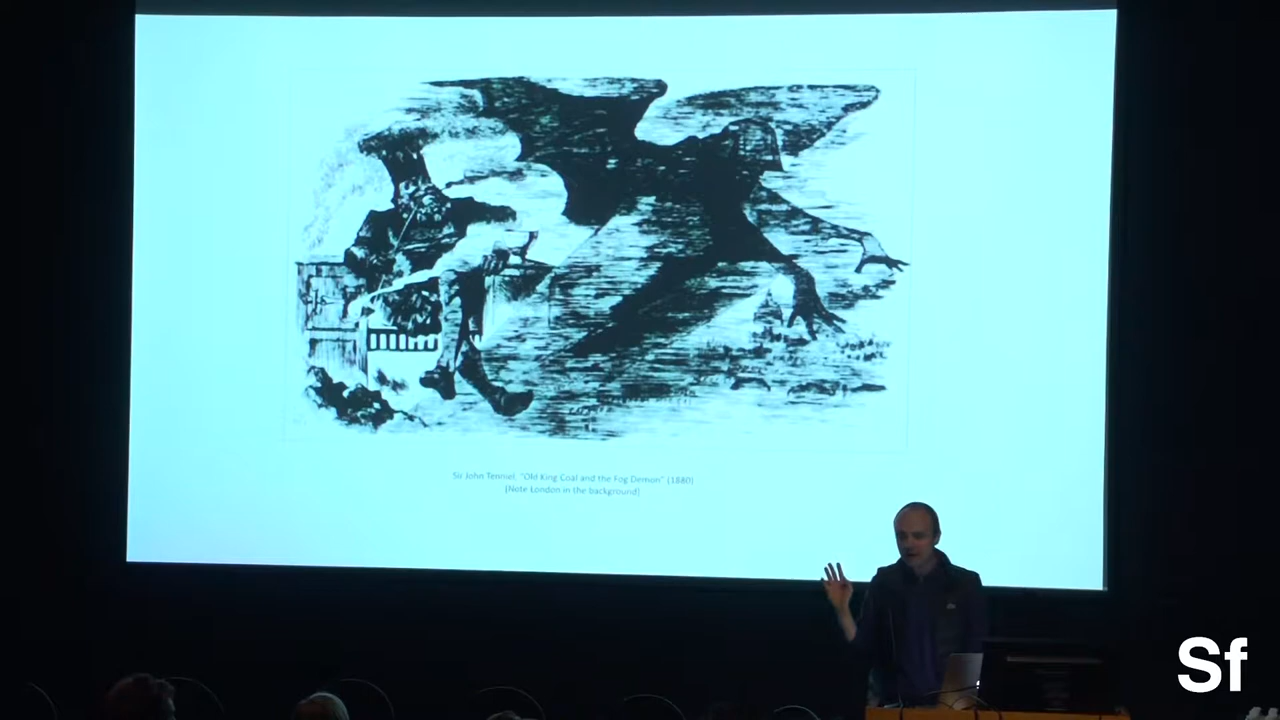 Sir John Tenniel. "Old King Coal and the Fog Demon" (1880)
(Note London in the background)
Sf